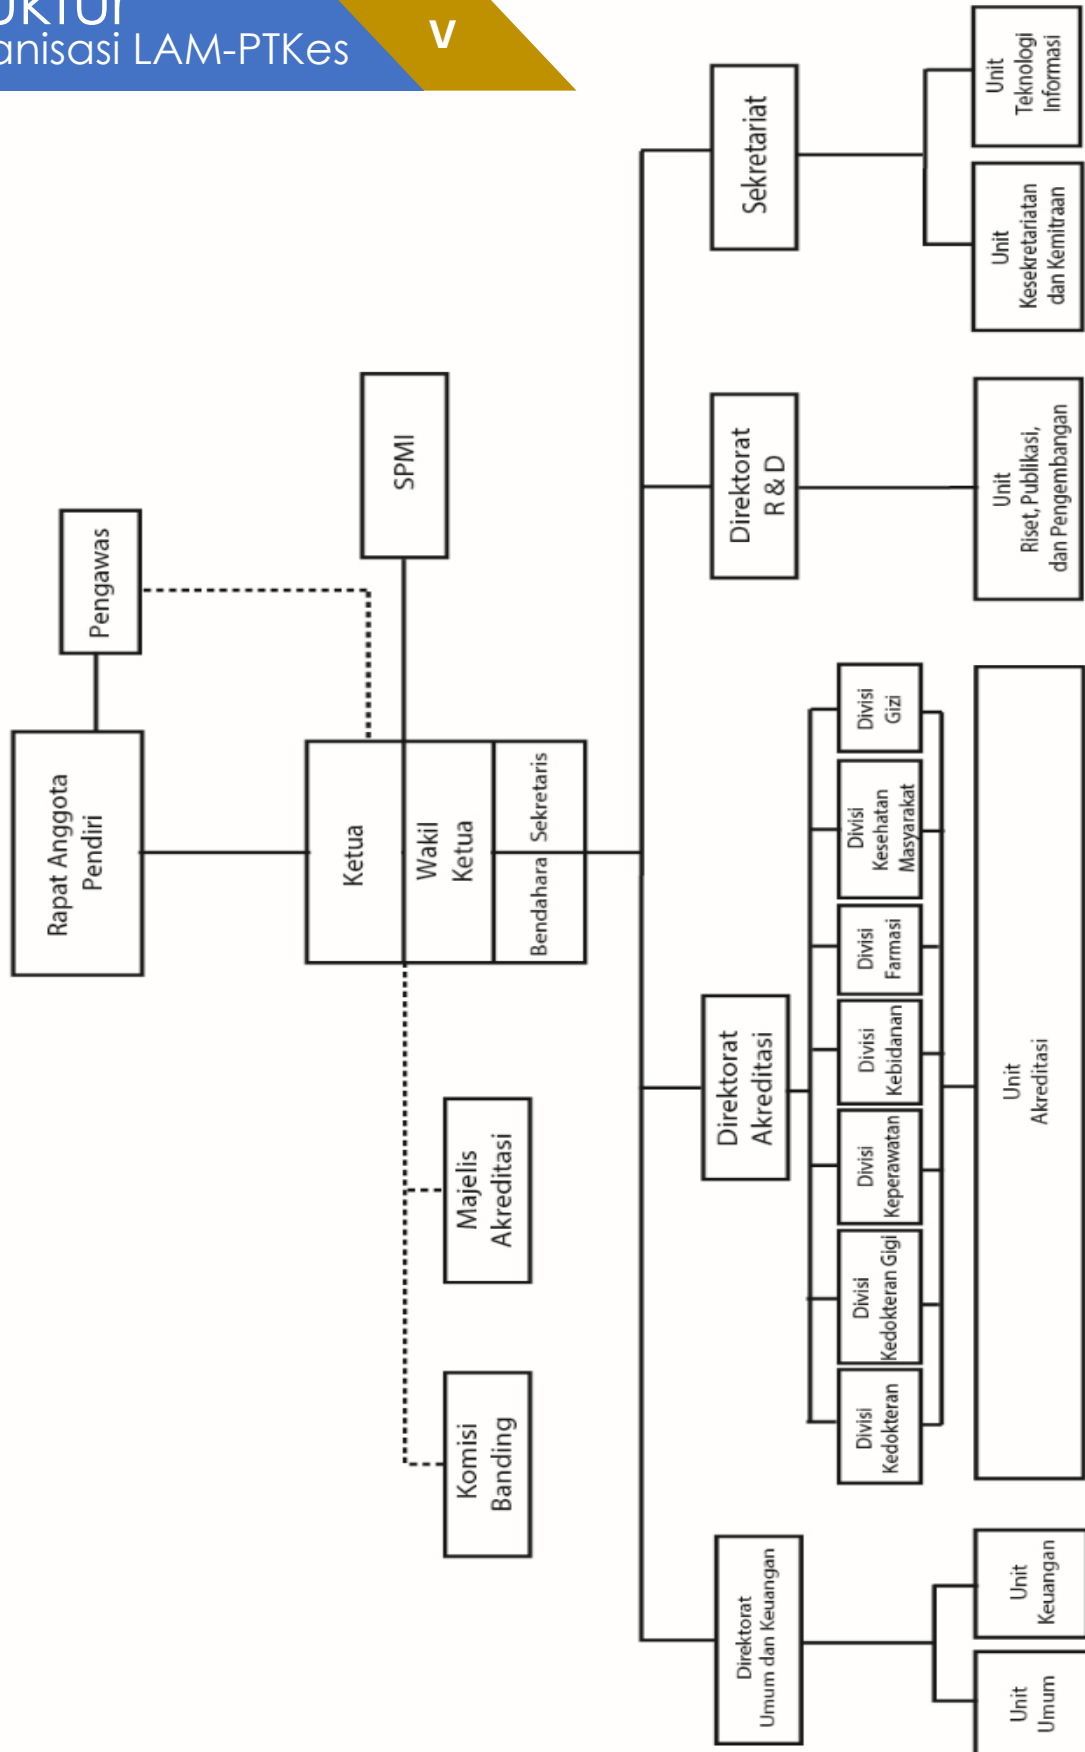 anisasi LAM-PTKes
V
Rapat Anggota
Pendiri
Pengawas
Ketua
Wakil
Ketua
Bendahara
Sekretaris
SPMI
Komisi
Banding
Majelis
Akreditasi
Direktorat
Umum dan Keuangan
Direktorat
Akreditasi
Direktorat
R & D
Sekretariat
Divisi
Kedokteran
Divisi
Kedokteran Gigi
Divisi
Keperawatan
Divisi
Kebidanan
Divisi
Farmasi
Divisi
Kesehatan
Masyarakat
Divisi
Gizi
Unit
Umum
Unit
Keuangan
Unit
Akreditasi
Unit
Riset, Publikasi,
dan Pengembangan
Unit
Kesekretariatan
dan Kemitraan
Unit
Teknologi
Informasi